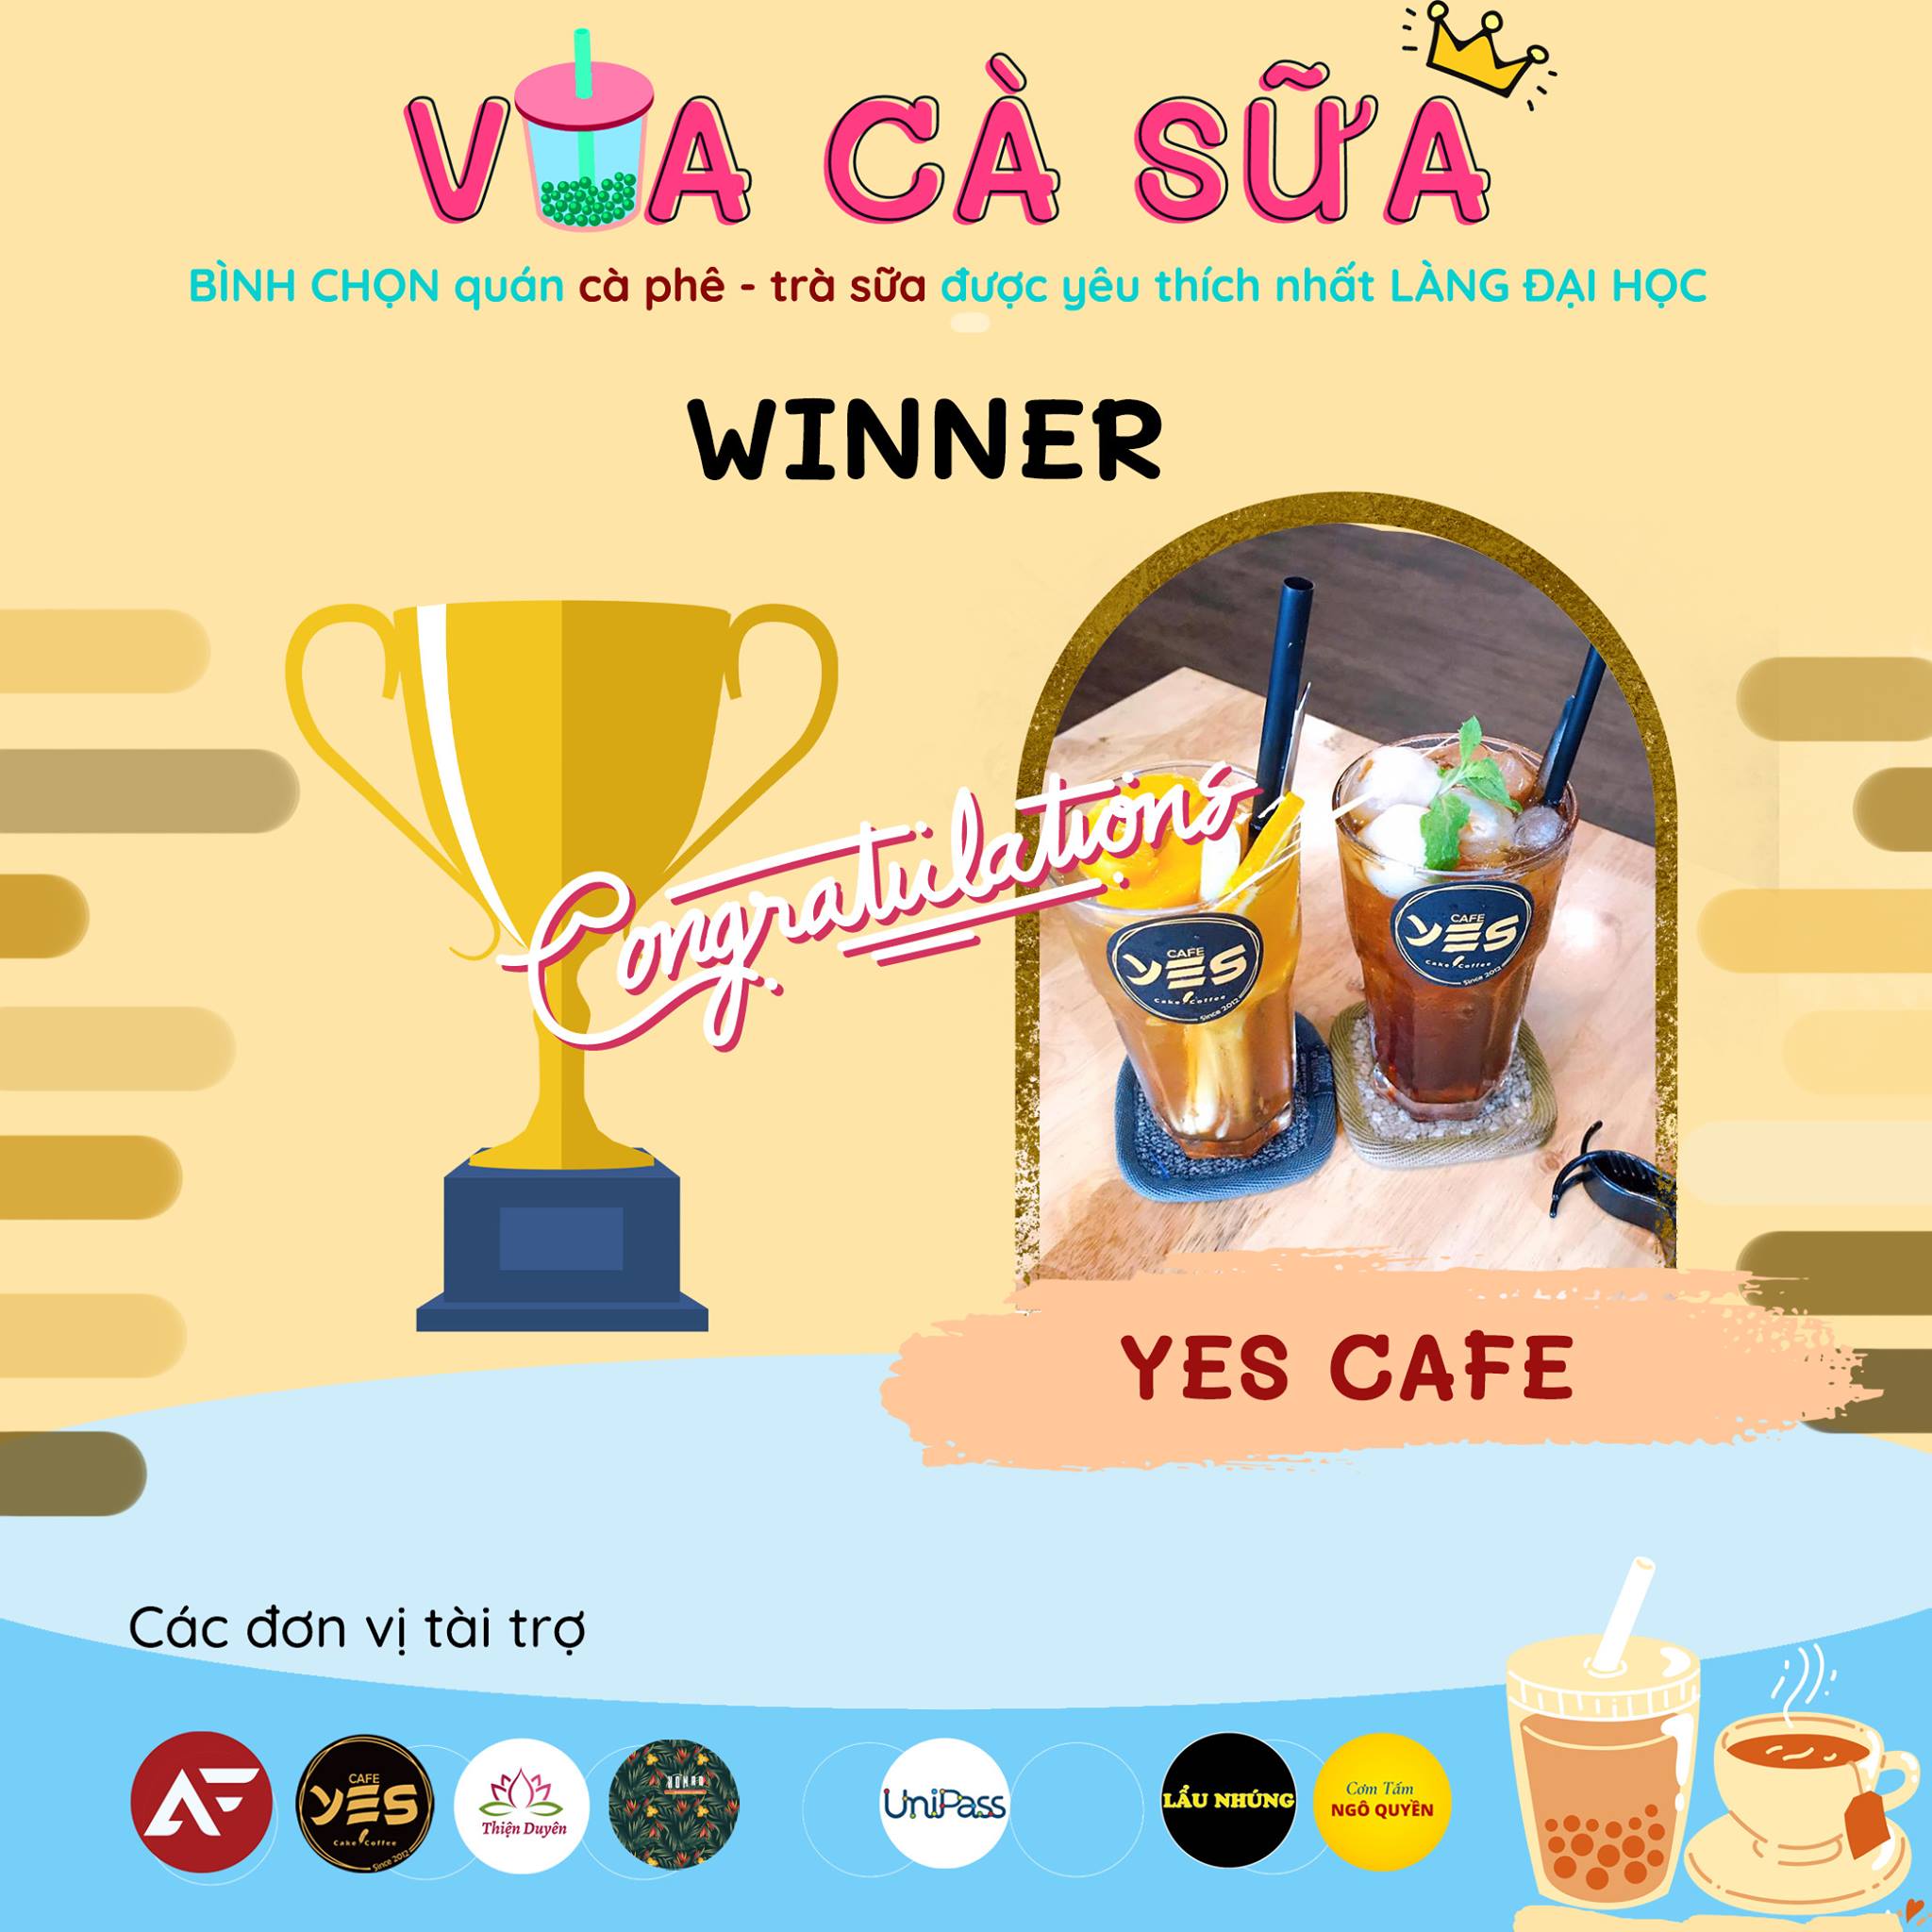 VUA CÀ SỮA
BÌNH CHỌN quán cà phê - trà sữa được yêu thích nhất LÀNG ĐẠI HỌC
WINNER
Congratulations
CAFE
YES
Cake Coffee
Since 2012
CAFE
YES
Cake Coffee
Since 2012
YES CAFE
Các đơn vị tài trợ
AF
CAFE
YES
Cake Coffee
Since 2012
Thiện Duyên
NOMAD
UniPass
LẨU NHÚNG
Cơm Tấm
NGÔ QUYỀN